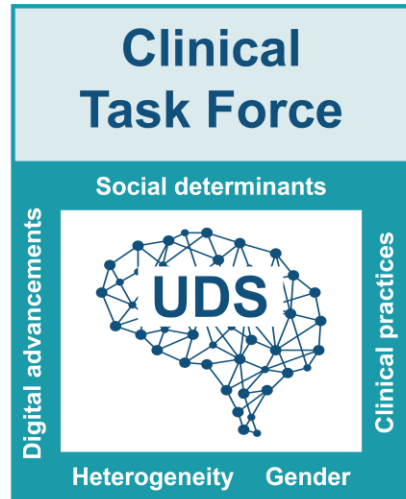 Clinical
Task Force
Social determinants
Digital advancements
UDS
Clinical practices
Heterogeneity Gender